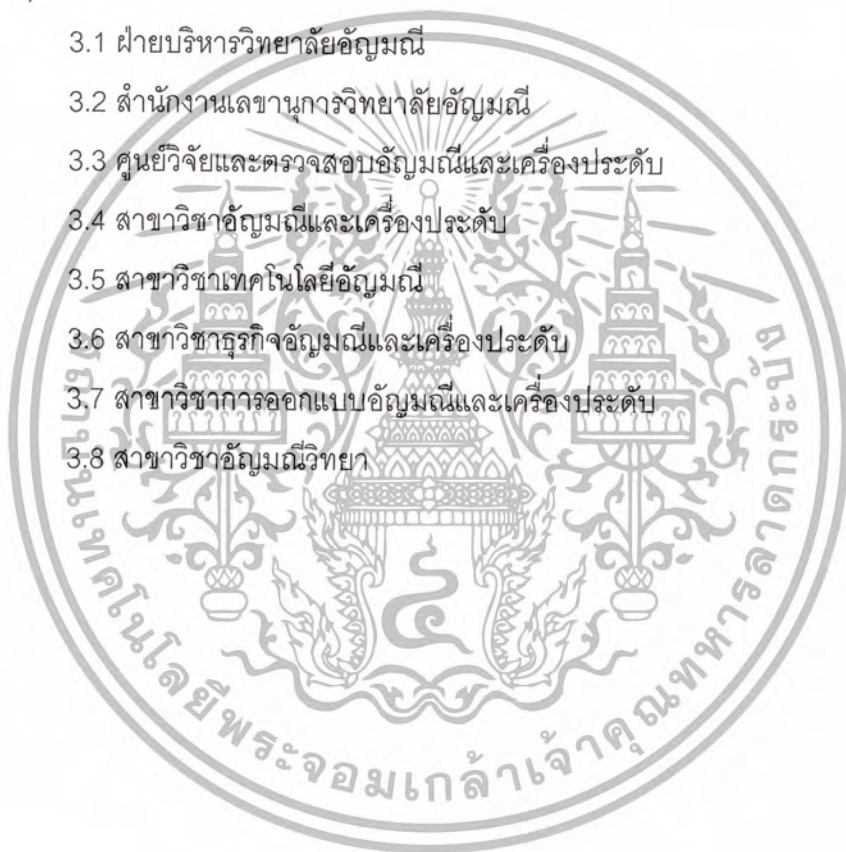 3.1 ฝ่ายบริหารวิทยาลัยอัญมณี
3.2 สำนักงานเลขานุการวิทยาลัยอัญมณี
3.3 ศูนย์วิจัยและตรวจสอบอัญมณีและเครื่องประดับ
3.4 สาขาวิชาอัญมณีและเครื่องประดับ
3.5 สาขาวิชาเทคโนโลยีอัญมณี
3.6 สาขาวิชาธุรกิจอัญมณีและเครื่องประดับ
3.7 สาขาวิชาการออกแบบอัญมณีและเครื่องประดับ
3.8 สาขาวิชาอัญมณีวิทยา
๔
สถาบันเทคโนโลยีพระจอมเกล้าเจ้าคุณทหารลาดกระบัง